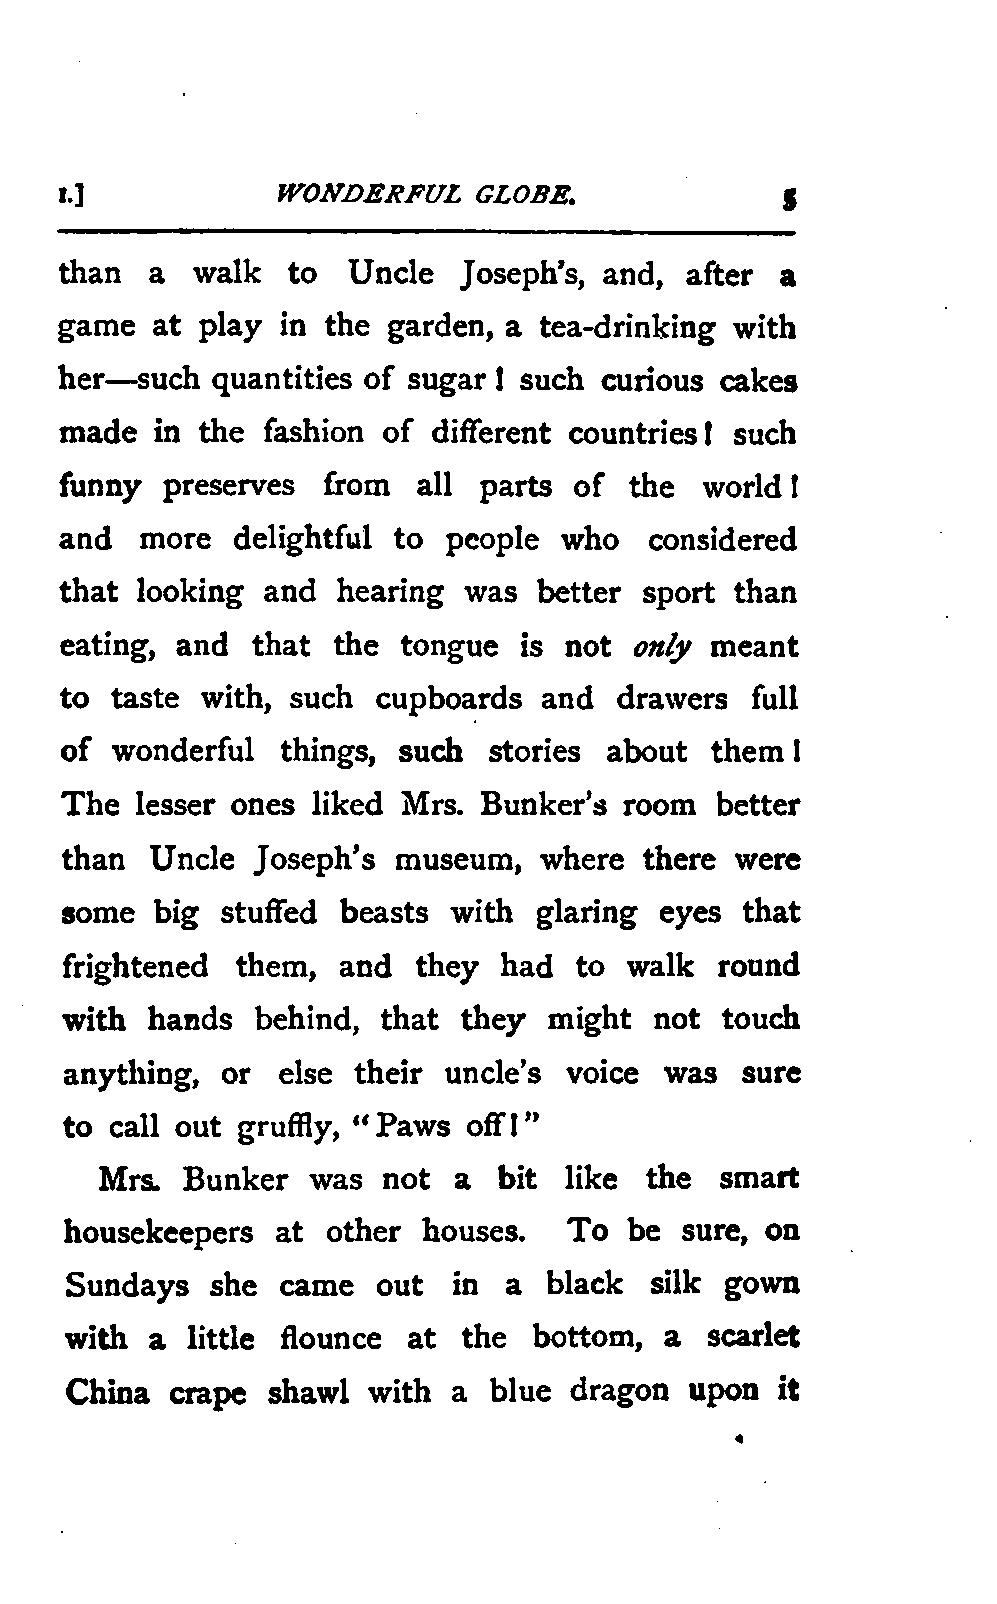 I.] WONDERFUL GLOBE. 5
than a walk to Uncle Joseph's, and, after a
game at play in the garden, a tea-drinking with
her—such quantities of sugar! such curious cakes
made in the fashion of different countries! such
funny preserves from all parts of the world!
and more delightful to people who considered
that looking and hearing was better sport than
eating, and that the tongue is not only meant
to taste with, such cupboards and drawers full
of wonderful things, such stories about them!
The lesser ones liked Mrs. Bunker's room better
than Uncle Joseph's museum, where there were
some big stuffed beasts with glaring eyes that
frightened them, and they had to walk round
with hands behind, that they might not touch
anything, or else their uncle's voice was sure
to call out gruffly, "Paws off!"
Mrs. Bunker was not a bit like the smart
housekeepers at other houses. To be sure, on
Sundays she came out in a black silk gown
with a little flounce at the bottom, a scarlet
China crape shawl with a blue dragon upon it